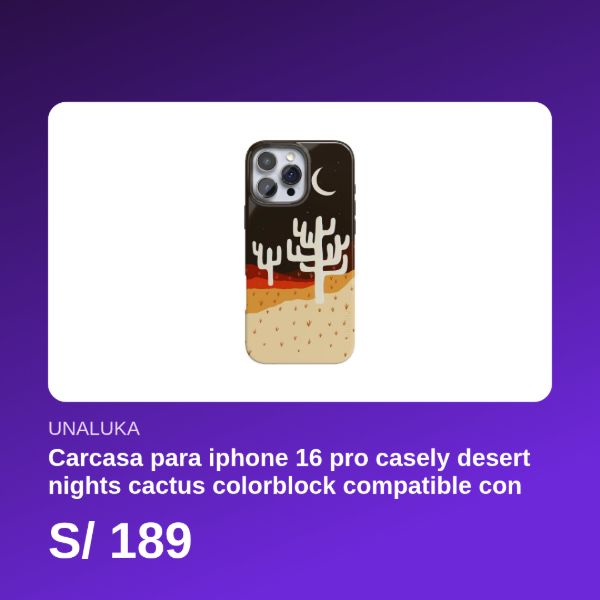 UNALUKA
Carcasa para iphone 16 pro casely desert
nights cactus colorblock compatible con
S/ 189